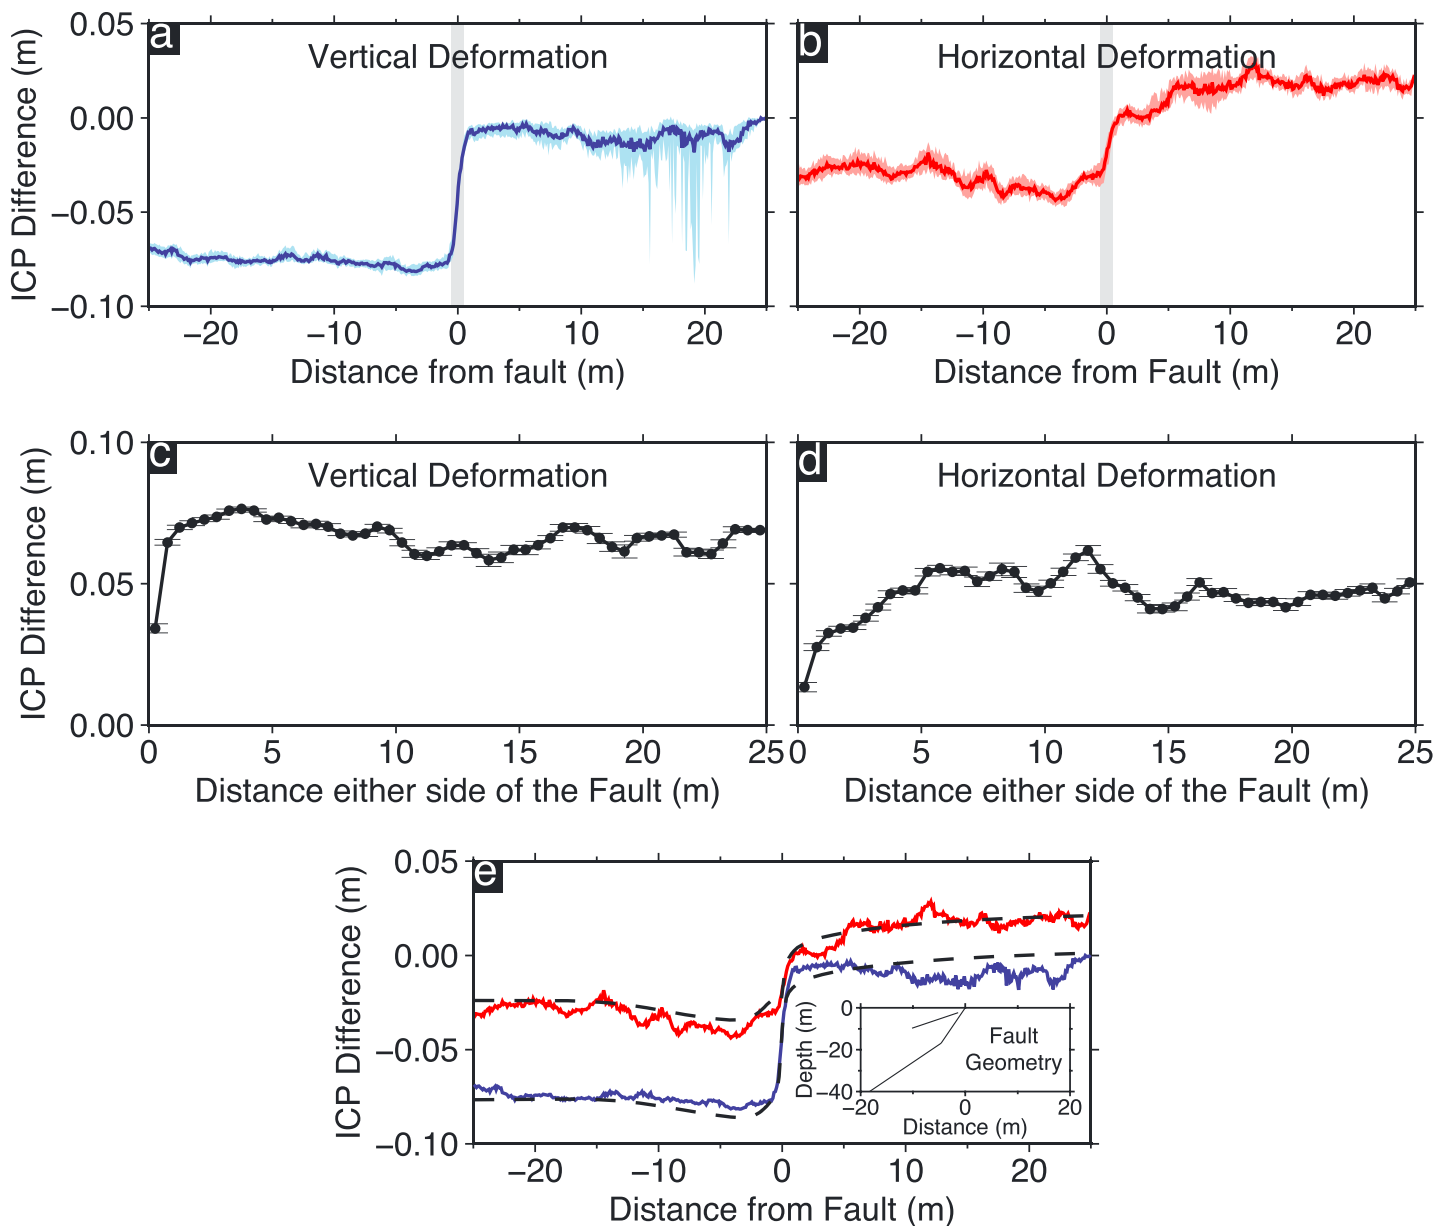 a
Vertical Deformation
ICP Difference (m)
0.05
0.00
−0.05
−0.10
−20 −10 0 10 20
Distance from fault (m)
b
Horizontal Deformation
−20 −10 0 10 20
Distance from Fault (m)
c
Vertical Deformation
ICP Difference (m)
0.10
0.05
0.00
0 5 10 15 20 25
Distance either side of the Fault (m)
d
Horizontal Deformation
0 5 10 15 20 25
Distance either side of the Fault (m)
e
ICP Difference (m)
0.05
0.00
−0.05
−0.10
−20 −10 0 10 20
Distance from Fault (m)
Depth (m)
0
−20
−40
Fault
Geometry
−20 0 20
Distance (m)